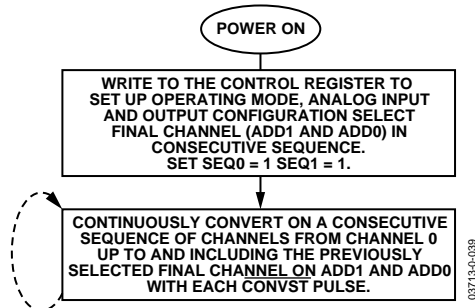 POWER ON
WRITE TO THE CONTROL REGISTER TO
SET UP OPERATING MODE, ANALOG INPUT
AND OUTPUT CONFIGURATION SELECT
FINAL CHANNEL (ADD1 AND ADD0) IN
CONSECUTIVE SEQUENCE.
SET SEQ0 = 1 SEQ1 = 1.
CONTINUOUSLY CONVERT ON A CONSECUTIVE
SEQUENCE OF CHANNELS FROM CHANNEL 0
UP TO AND INCLUDING THE PREVIOUSLY
SELECTED FINAL CHANNEL ON ADD1 AND ADD0
WITH EACH CONVST PULSE.
03713-0-039